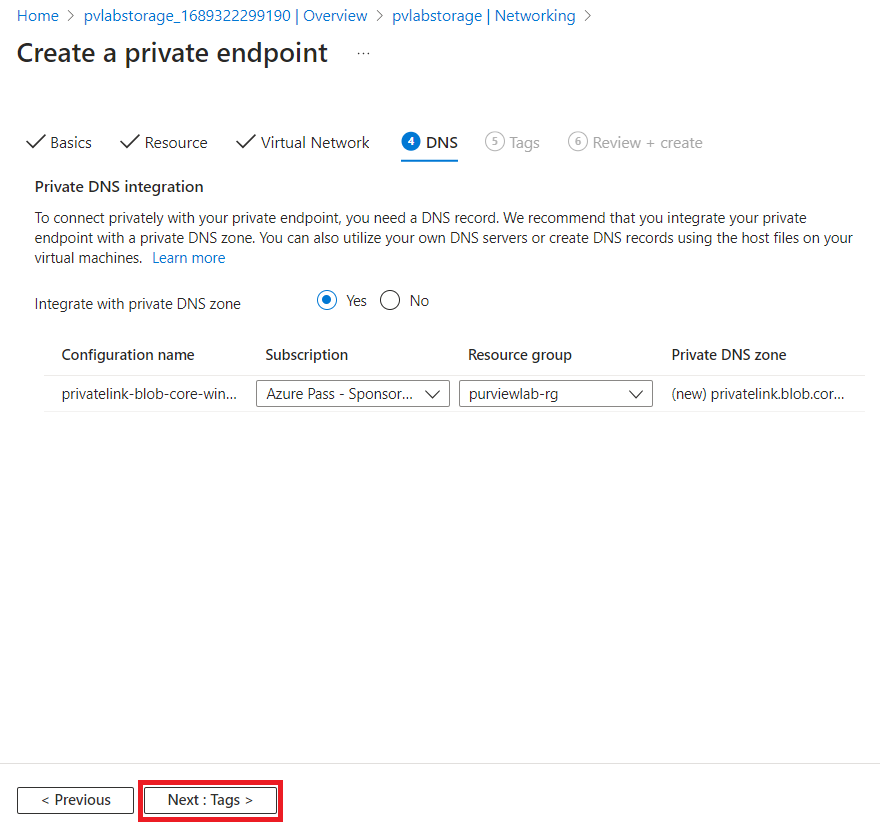 Home > pvlabstorage_1689322299190 | Overview > pvlabstorage | Networking >
Create a private endpoint ...
Basics Resource Virtual Network 4 DNS 5 Tags 6 Review + create
Private DNS integration
To connect privately with your private endpoint, you need a DNS record. We recommend that you integrate your private
endpoint with a private DNS zone. You can also utilize your own DNS servers or create DNS records using the host files on your
virtual machines. Learn more
Integrate with private DNS zone Yes No
Configuration name Subscription Resource group Private DNS zone
privatelink-blob-core-win... Azure Pass - Sponsor... purviewlab-rg (new) privatelink.blob.cor...
< Previous Next : Tags >